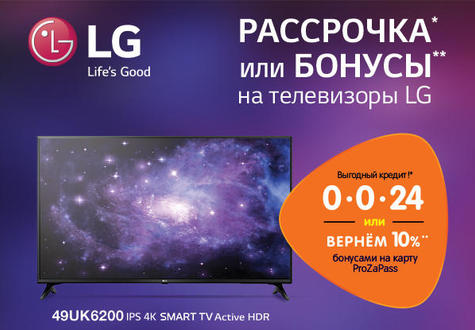 LG
Life's Good
РАССРОЧКА*
или БОНУСЫ**
на телевизоры LG
Выгодный кредит!*
0·0·24
или
ВЕРНЁМ 10%**
бонусами на карту
ProZaPass
49UK6200 IPS 4K SMART TV Active HDR